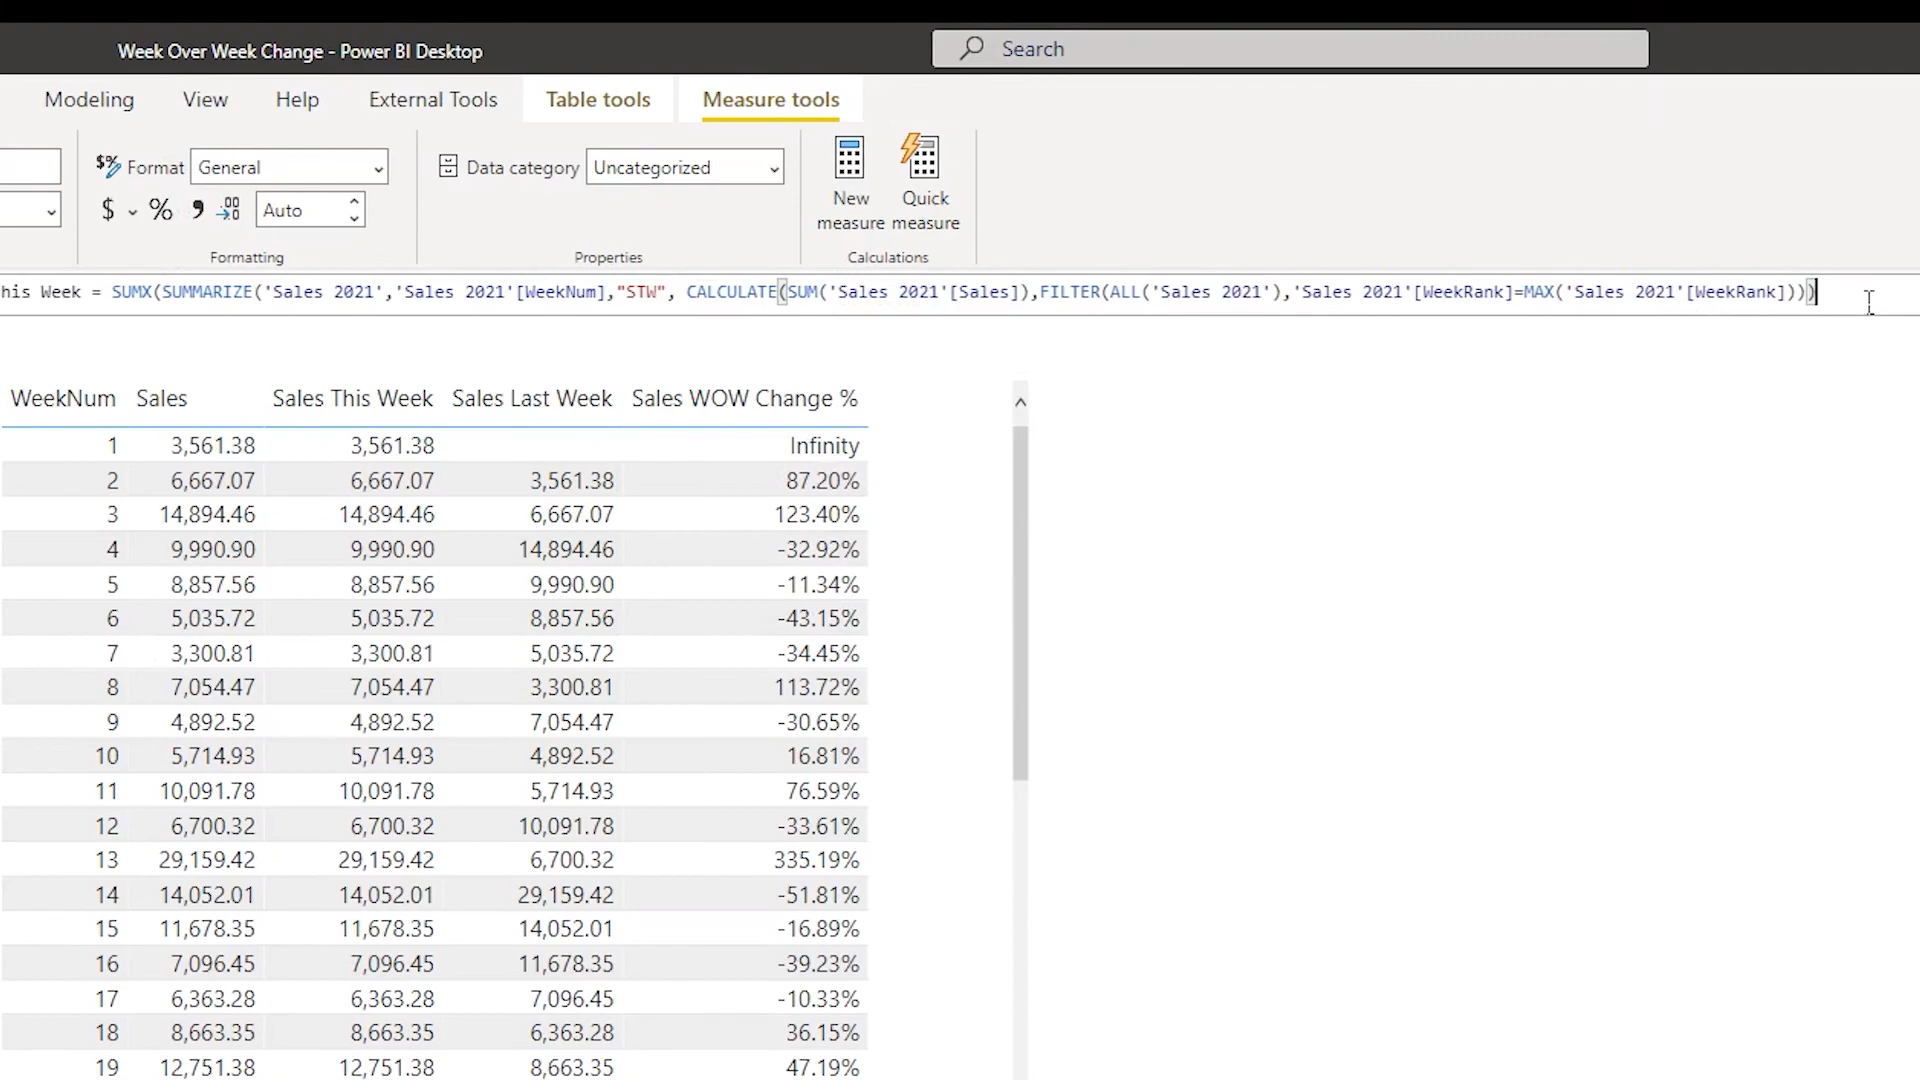 Week Over Week Change - Power BI Desktop
Search
Modeling View Help External Tools Table tools Measure tools
$% Format General
Data category Uncategorized
$ % , .00 →.0 Auto
New measure
Quick measure
Formatting Properties Calculations
his Week = SUMX(SUMMARIZE('Sales 2021','Sales 2021'[WeekNum],"STW", CALCULATE(SUM('Sales 2021'[Sales]),FILTER(ALL('Sales 2021'),'Sales 2021'[WeekRank]=MAX('Sales 2021'[WeekRank])))
WeekNum Sales Sales This Week Sales Last Week Sales WOW Change %
1 3,561.38 3,561.38 Infinity
2 6,667.07 6,667.07 3,561.38 87.20%
3 14,894.46 14,894.46 6,667.07 123.40%
4 9,990.90 9,990.90 14,894.46 -32.92%
5 8,857.56 8,857.56 9,990.90 -11.34%
6 5,035.72 5,035.72 8,857.56 -43.15%
7 3,300.81 3,300.81 5,035.72 -34.45%
8 7,054.47 7,054.47 3,300.81 113.72%
9 4,892.52 4,892.52 7,054.47 -30.65%
10 5,714.93 5,714.93 4,892.52 16.81%
11 10,091.78 10,091.78 5,714.93 76.59%
12 6,700.32 6,700.32 10,091.78 -33.61%
13 29,159.42 29,159.42 6,700.32 335.19%
14 14,052.01 14,052.01 29,159.42 -51.81%
15 11,678.35 11,678.35 14,052.01 -16.89%
16 7,096.45 7,096.45 11,678.35 -39.23%
17 6,363.28 6,363.28 7,096.45 -10.33%
18 8,663.35 8,663.35 6,363.28 36.15%
19 12,751.38 12,751.38 8,663.35 47.19%